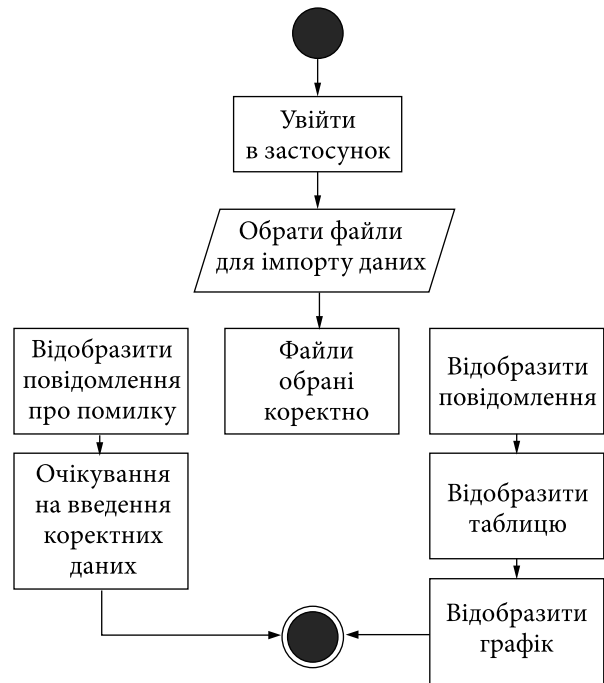 Увійти
в застосунок
Обрати файли
для імпорту даних
Відобразити
повідомлення
про помилку
Файли
обрані
коректно
Відобразити
повідомлення
Очікування
на введення
коректних
даних
Відобразити
таблицю
Відобразити
графік